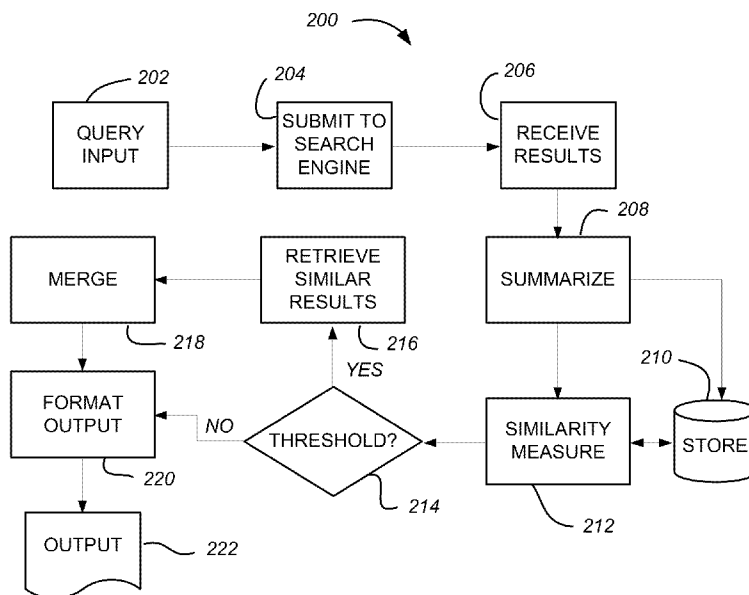 200
202
204
206
QUERY
INPUT
SUBMIT TO
SEARCH
ENGINE
RECEIVE
RESULTS
208
MERGE
RETRIEVE
SIMILAR
RESULTS
SUMMARIZE
218
216
210
YES
FORMAT
OUTPUT
NO
THRESHOLD?
SIMILARITY
MEASURE
STORE
220
214
212
OUTPUT
222